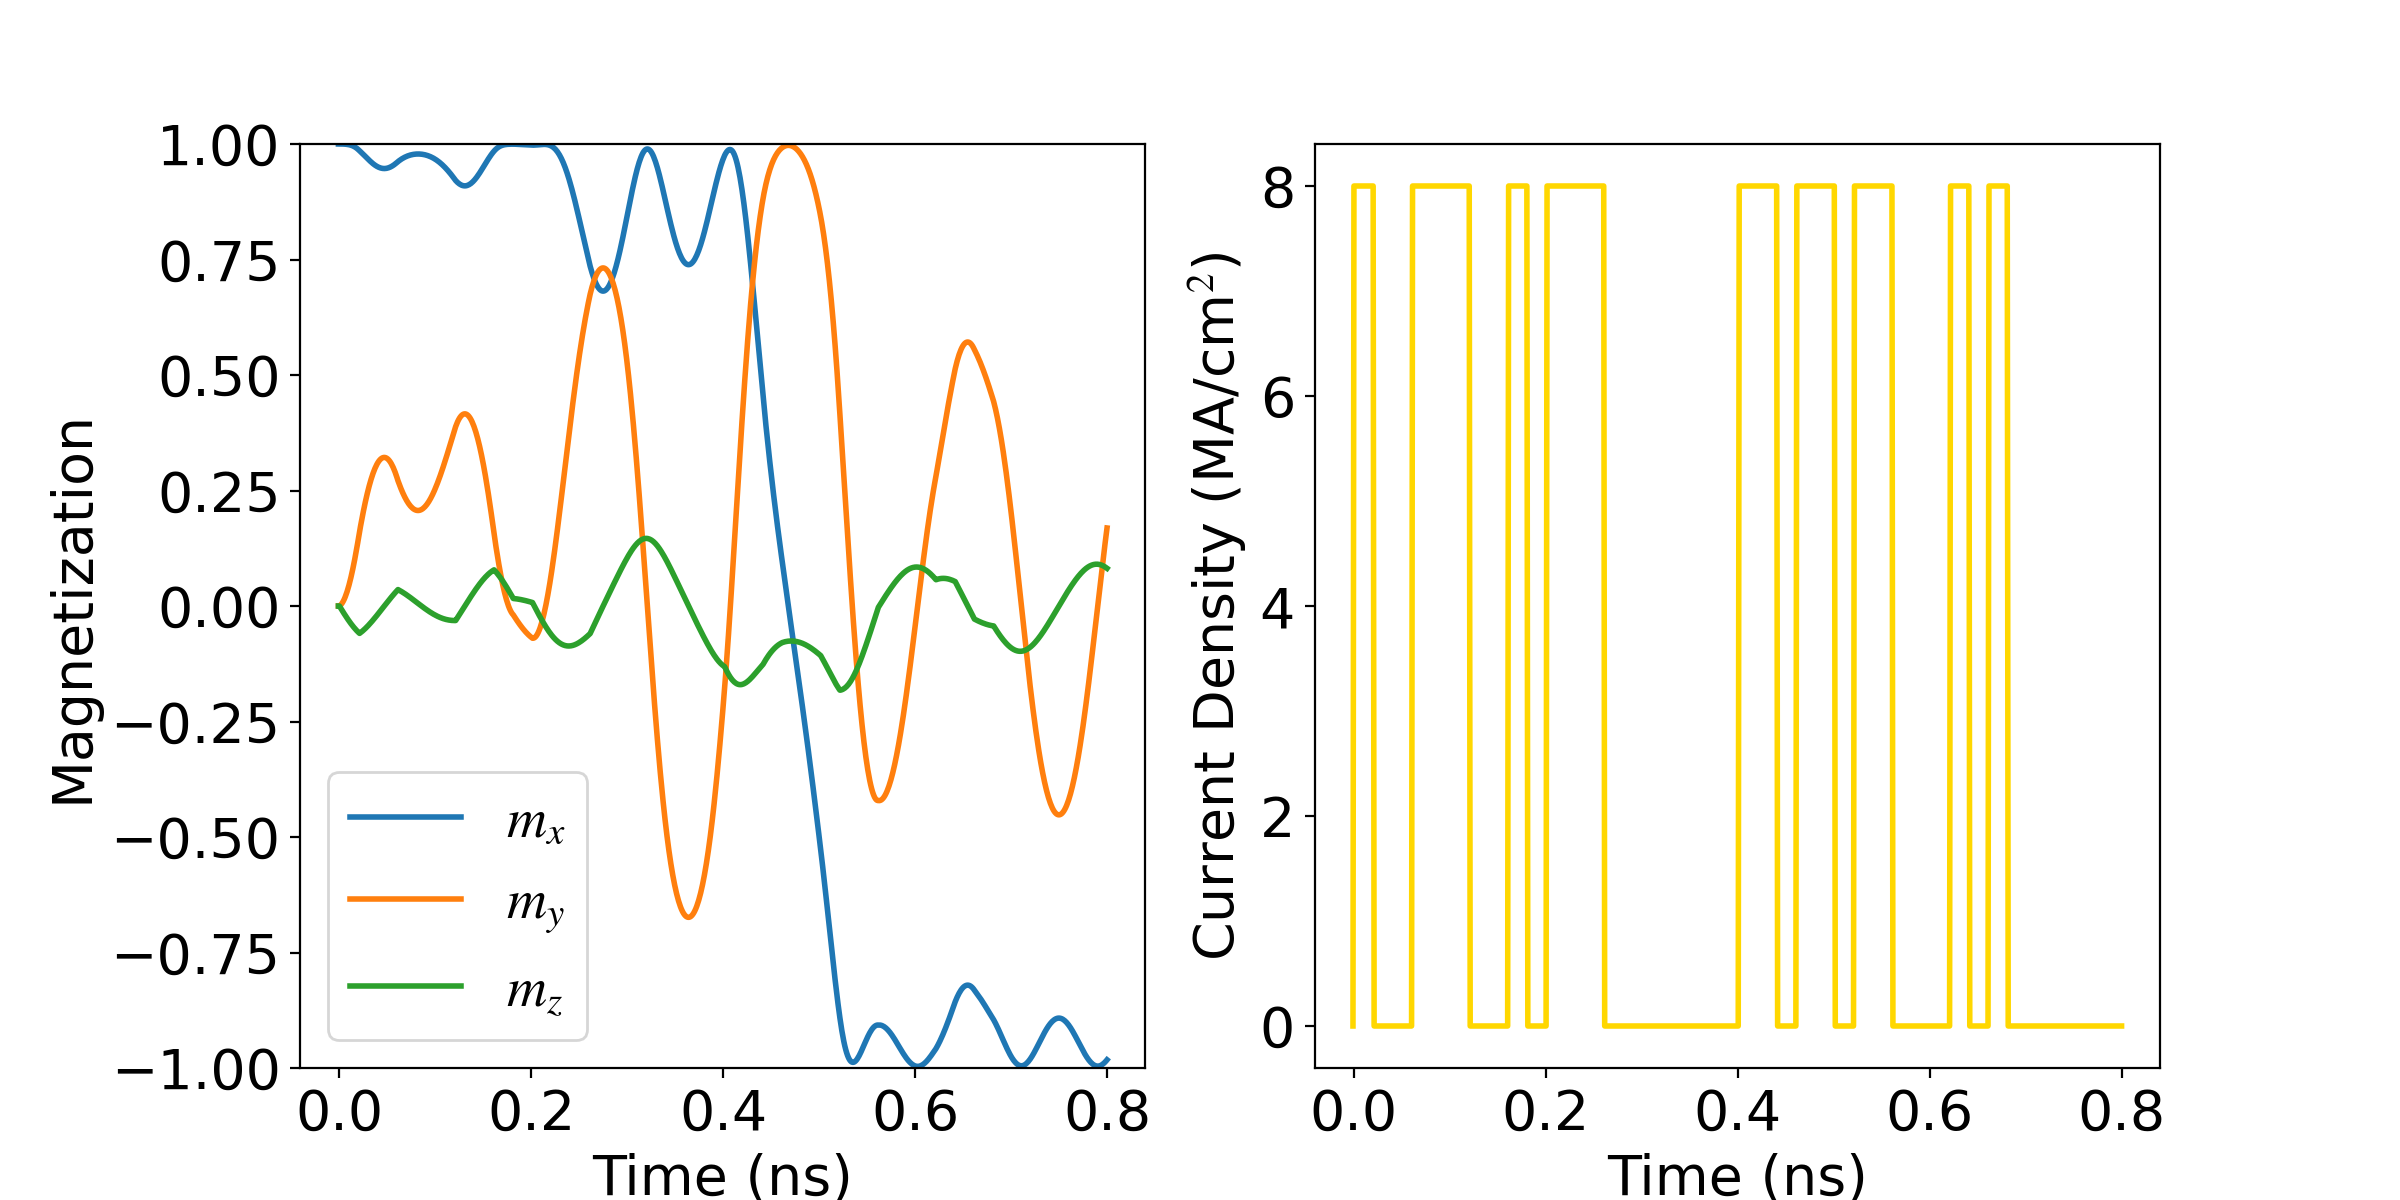 Magnetization
1.00
0.75
0.50
0.25
0.00
−0.25
−0.50
−0.75
−1.00
m_x
m_y
m_z
0.0 0.2 0.4 0.6 0.8
Time (ns)
Current Density (MA/cm²)
8
6
4
2
0
0.0 0.2 0.4 0.6 0.8
Time (ns)